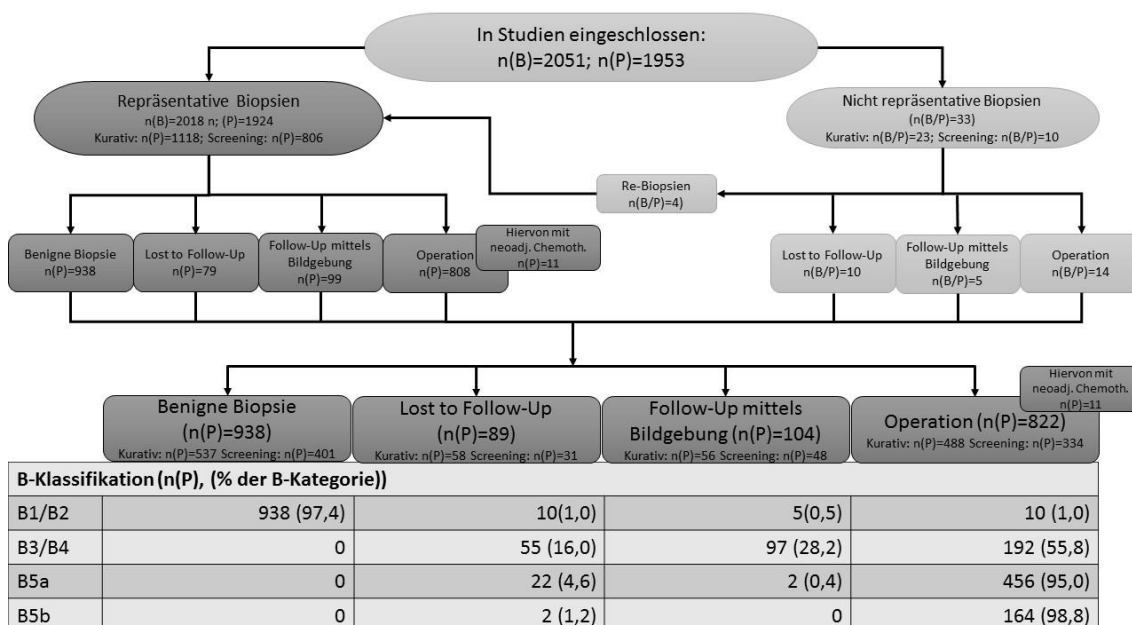 In Studien eingeschlossen:
n(B)=2051; n(P)=1953
Repräsentative Biopsien
n(B)=2018 n; (P)=1924
Kurativ: n(P)=1118; Screening: n(P)=806
Nicht repräsentative Biopsien
(n(B/P)=33)
Kurativ: n(B/P)=23; Screening: n(B/P)=10
Re-Biopsien
n(B/P)=4)
Benigne Biopsie
n(P)=938
Lost to Follow-Up
n(P)=79
Follow-Up mittels
Bildgebung
n(P)=99
Operation
n(P)=808
Hiervon mit
neoadj. Chemoth.
n(P)=11
Lost to Follow-Up
n(B/P)=10
Follow-Up mittels
Bildgebung
n(B/P)=5
Operation
n(B/P)=14
Benigne Biopsie
(n(P)=938)
Kurativ: n(P)=537 Screening: n(P)=401
Lost to Follow-Up
(n(P)=89)
Kurativ: n(P)=58 Screening: n(P)=31
Follow-Up mittels
Bildgebung (n(P)=104)
Kurativ: n(P)=56 Screening: n(P)=48
Operation (n(P)=822)
Kurativ: n(P)=488 Screening: n(P)=334
Hiervon mit
neoadj. Chemoth.
n(P)=11
B-Klassifikation (n(P), (% der B-Kategorie))
B1/B2 938 (97,4) 10(1,0) 5(0,5) 10 (1,0)
B3/B4 0 55 (16,0) 97 (28,2) 192 (55,8)
B5a 0 22 (4,6) 2 (0,4) 456 (95,0)
B5b 0 2 (1,2) 0 164 (98,8)